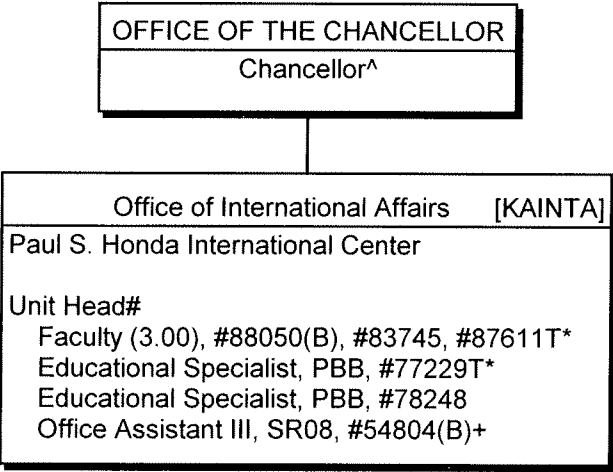 OFFICE OF THE CHANCELLOR
Chancellor^
Office of International Affairs [KAINTA]
Paul S. Honda International Center
Unit Head#
Faculty (3.00), #88050(B), #83745, #87611T*
Educational Specialist, PBB, #77229T*
Educational Specialist, PBB, #78248
Office Assistant III, SR08, #54804(B)+